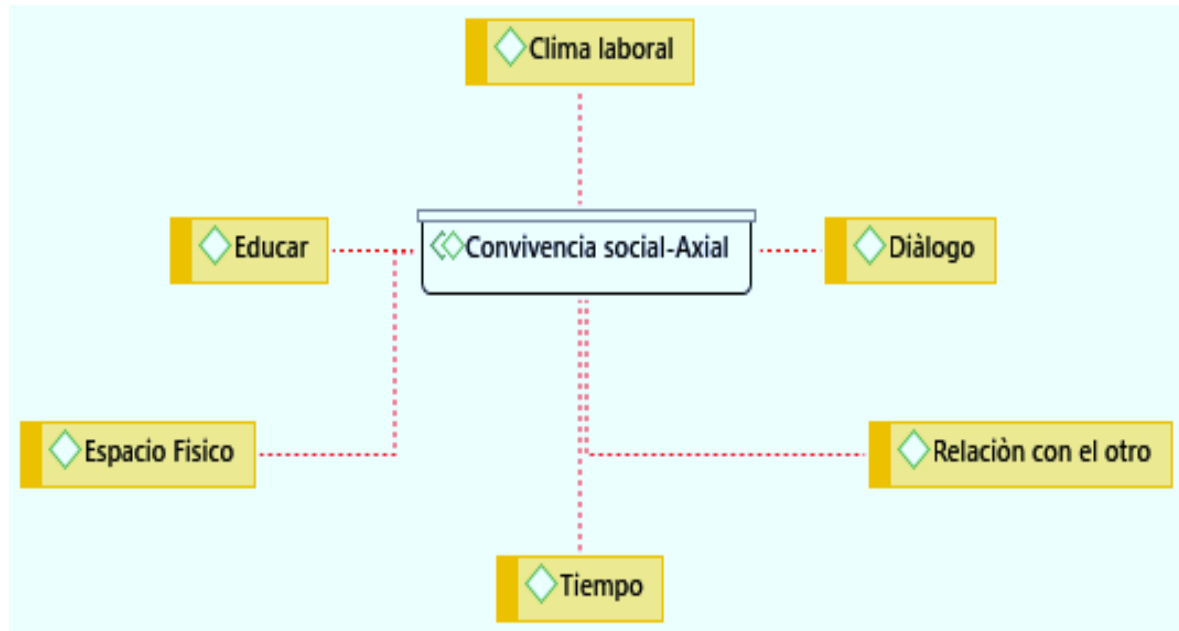 Clima laboral
Educar
Convivencia social-Axial
Diàlogo
Espacio Fisico
Relaciòn con el otro
Tiempo